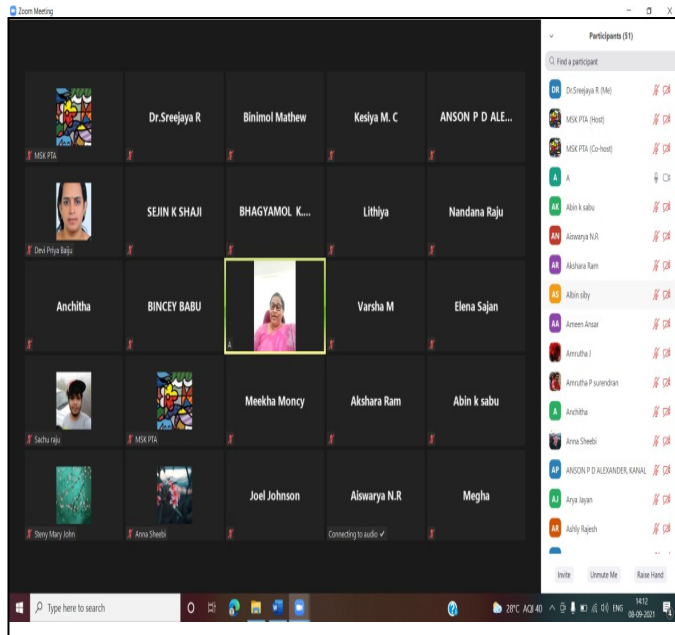 Zoom Meeting
Participants (51)
Find a participant
MSK PTA
Dr.Sreejaya R
Binimol Mathew
Kesiya M. C
ANSON P D ALE...
Devi Priya Baiju
SEJIN K SHAJI
BHAGYAMOL K....
Lithiya
Nandana Raju
Anchitha
BINCEY BABU
A
Varsha M
Elena Sajan
Sachu raju
MSK PTA
Meekha Moncy
Akshara Ram
Abin k sabu
Steny Mary John
Anna Sheebi
Joel Johnson
Aiswarya N.R
Connecting to audio ✓
Megha
DR Dr.Sreejaya R (Me)
MSK PTA (Host)
MSK PTA (Co-host)
A A
AK Abin k sabu
AN Aiswarya N.R
AR Akshara Ram
AS Albin siby
AA Ameen Ansar
Amrutha J
Amrutha P surendran
A Anchitha
Anna Sheebi
AP ANSON P D ALEXANDER, KANAL
AJ Arya Jayan
AR Ashly Rajesh
Invite Unmute Me Raise Hand
Type here to search
28°C AQI 40
ENG
14:12
08-09-2021